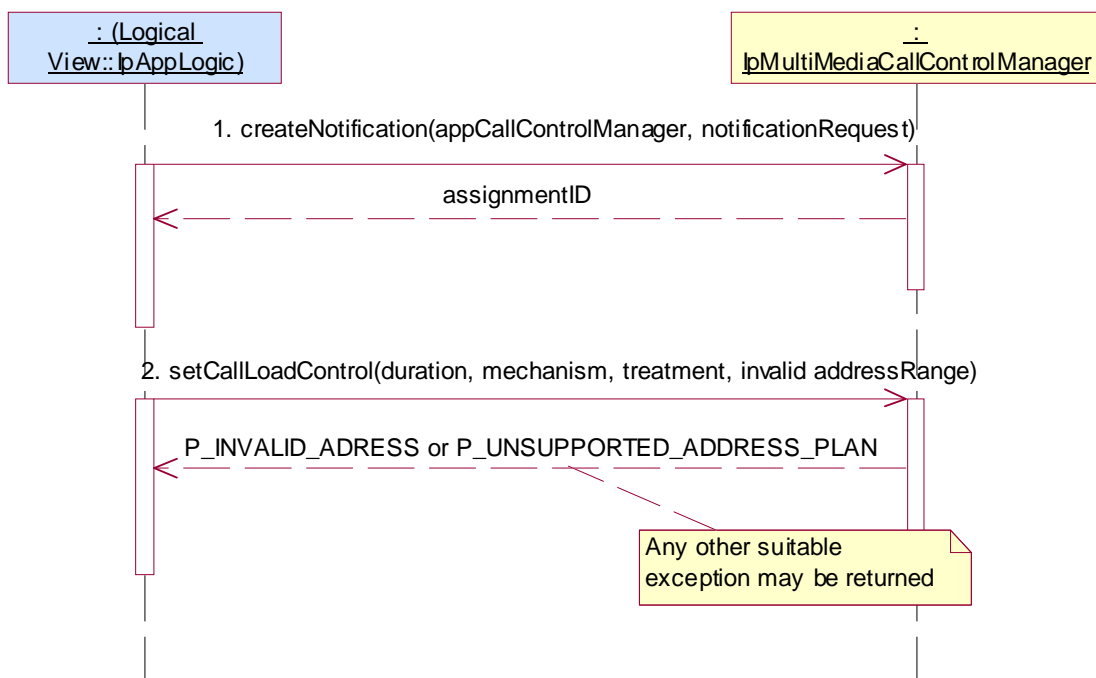 : (Logical
View::IpAppLogic)
:
IpMultiMediaCallControlManager
1. createNotification(appCallControlManager, notificationRequest)
assignmentID
2. setCallLoadControl(duration, mechanism, treatment, invalid addressRange)
P_INVALID_ADRESS or P_UNSUPPORTED_ADDRESS_PLAN
Any other suitable
exception may be returned